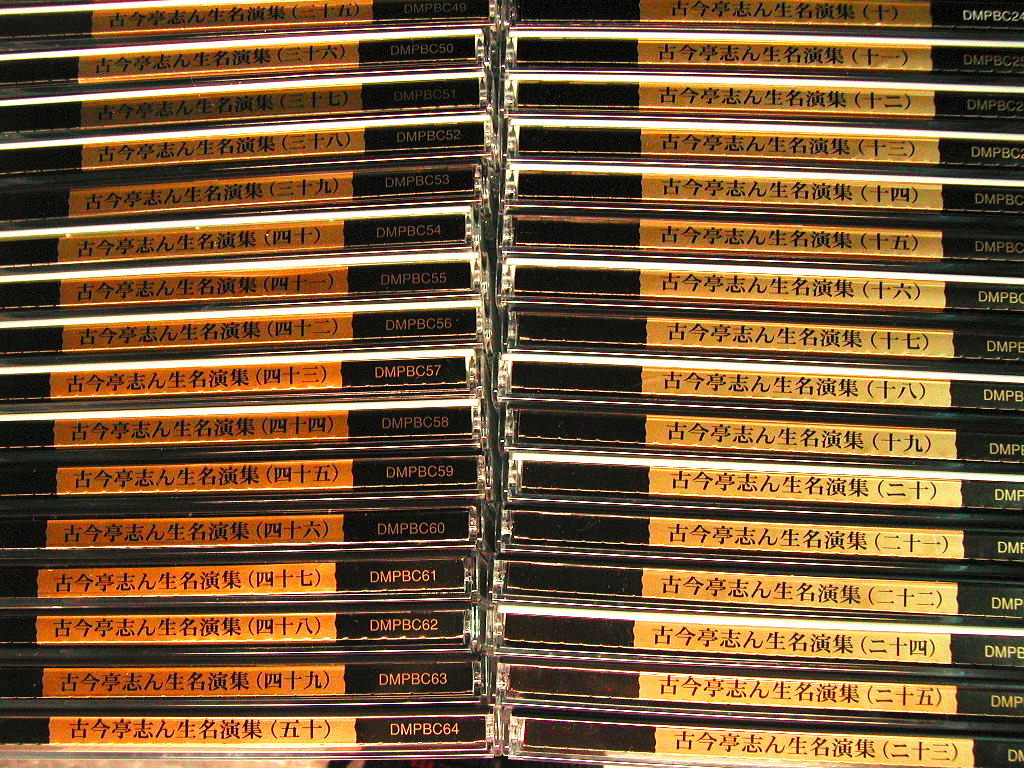 古今亭志ん生名演集(三十五) DMPBC49
古今亭志ん生名演集(三十六) DMPBC50
古今亭志ん生名演集(三十七) DMPBC51
古今亭志ん生名演集(三十八) DMPBC52
古今亭志ん生名演集(三十九) DMPBC53
古今亭志ん生名演集(四十) DMPBC54
古今亭志ん生名演集(四十一) DMPBC55
古今亭志ん生名演集(四十二) DMPBC56
古今亭志ん生名演集(四十三) DMPBC57
古今亭志ん生名演集(四十四) DMPBC58
古今亭志ん生名演集(四十五) DMPBC59
古今亭志ん生名演集(四十六) DMPBC60
古今亭志ん生名演集(四十七) DMPBC61
古今亭志ん生名演集(四十八) DMPBC62
古今亭志ん生名演集(四十九) DMPBC63
古今亭志ん生名演集(五十) DMPBC64
古今亭志ん生名演集(十) DMPBC24
古今亭志ん生名演集(十一) DMPBC25
古今亭志ん生名演集(十二) DMPBC2
古今亭志ん生名演集(十三) DMPBC2
古今亭志ん生名演集(十四) DMPBC
古今亭志ん生名演集(十五) DMPBC
古今亭志ん生名演集(十六) DMPBC
古今亭志ん生名演集(十七) DMPB
古今亭志ん生名演集(十八) DMPB
古今亭志ん生名演集(十九) DMPB
古今亭志ん生名演集(二十) DMP
古今亭志ん生名演集(二十一) DMP
古今亭志ん生名演集(二十二) DMP
古今亭志ん生名演集(二十四) DMPB
古今亭志ん生名演集(二十五) DMP
古今亭志ん生名演集(二十三) DM